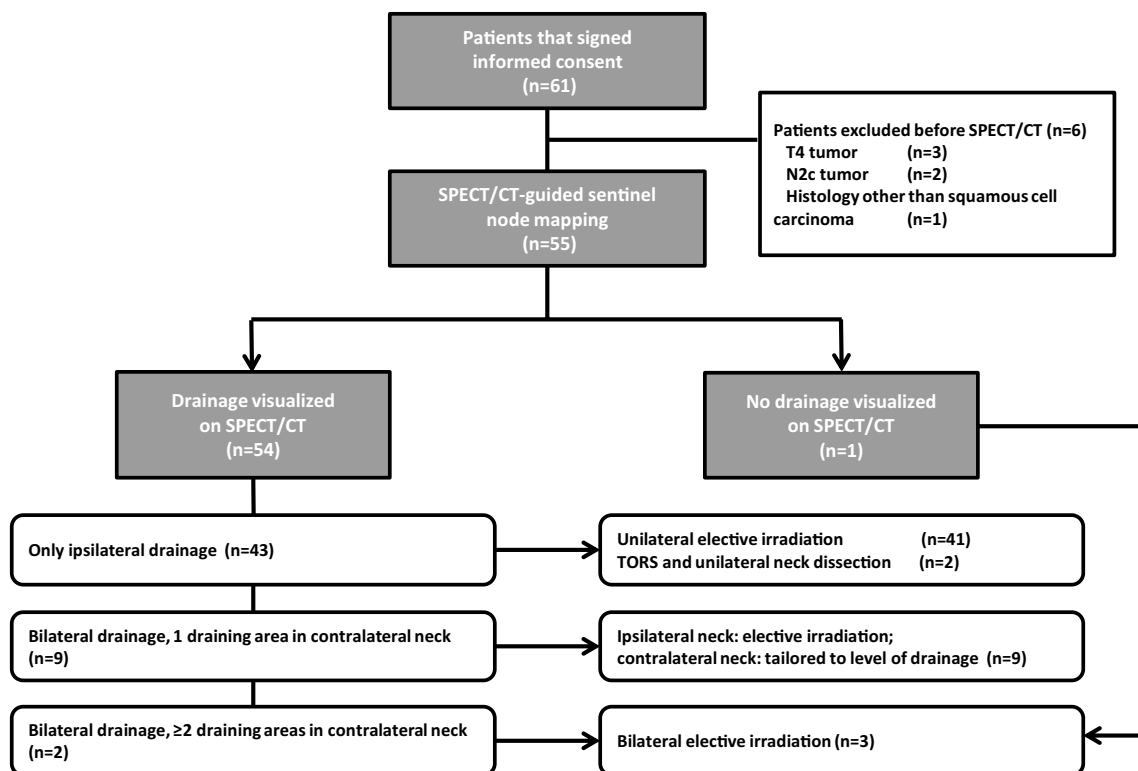 Patients that signed
informed consent
(n=61)
Patients excluded before SPECT/CT (n=6)
T4 tumor (n=3)
N2c tumor (n=2)
Histology other than squamous cell
carcinoma (n=1)
SPECT/CT-guided sentinel
node mapping
(n=55)
Drainage visualized
on SPECT/CT
(n=54)
No drainage visualized
on SPECT/CT
(n=1)
Only ipsilateral drainage (n=43)
Unilateral elective irradiation (n=41)
TORS and unilateral neck dissection (n=2)
Bilateral drainage, 1 draining area in contralateral neck
(n=9)
Ipsilateral neck: elective irradiation;
contralateral neck: tailored to level of drainage (n=9)
Bilateral drainage, ≥2 draining areas in contralateral neck
(n=2)
Bilateral elective irradiation (n=3)